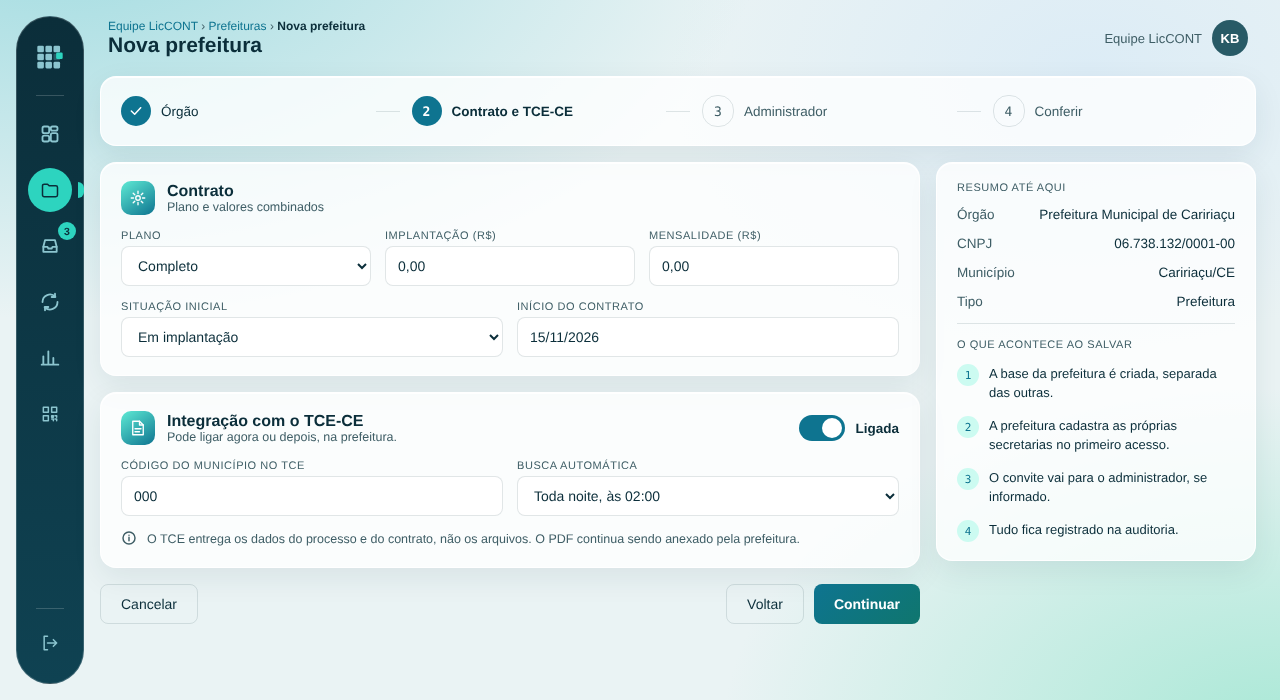 Equipe LicCONT › Prefeituras › Nova prefeitura
Nova prefeitura
Equipe LicCONT
KB
Órgão
2
Contrato e TCE-CE
3
Administrador
4
Conferir
3
Contrato
Plano e valores combinados
PLANO
IMPLANTAÇÃO (R$)
MENSALIDADE (R$)
Completo
0,00
0,00
SITUAÇÃO INICIAL
INÍCIO DO CONTRATO
Em implantação
15/11/2026
Integração com o TCE-CE
Pode ligar agora ou depois, na prefeitura.
Ligada
CÓDIGO DO MUNICÍPIO NO TCE
BUSCA AUTOMÁTICA
000
Toda noite, às 02:00
O TCE entrega os dados do processo e do contrato, não os arquivos. O PDF continua sendo anexado pela prefeitura.
Cancelar
Voltar
Continuar
RESUMO ATÉ AQUI
Órgão Prefeitura Municipal de Caririaçu
CNPJ 06.738.132/0001-00
Município Caririaçu/CE
Tipo Prefeitura
O QUE ACONTECE AO SALVAR
1 A base da prefeitura é criada, separada
das outras.
2 A prefeitura cadastra as próprias
secretarias no primeiro acesso.
3 O convite vai para o administrador, se
informado.
4 Tudo fica registrado na auditoria.